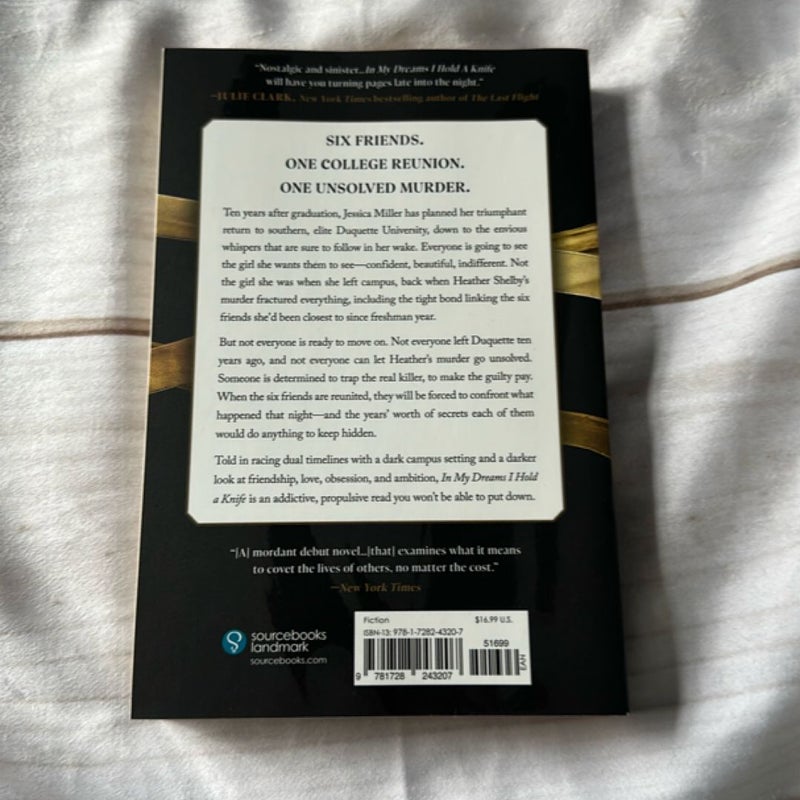 "Nostalgic and sinister...In My Dreams I Hold A Knife
will have you turning pages late into the night."
—JULIE CLARK, New York Times bestselling author of The Last Flight
SIX FRIENDS.
ONE COLLEGE REUNION.
ONE UNSOLVED MURDER.
Ten years after graduation, Jessica Miller has planned her triumphant
return to southern, elite Duquette University, down to the envious
whispers that are sure to follow in her wake. Everyone is going to see
the girl she wants them to see—confident, beautiful, indifferent. Not
the girl she was when she left campus, back when Heather Shelby's
murder fractured everything, including the tight bond linking the six
friends she'd been closest to since freshman year.
But not everyone is ready to move on. Not everyone left Duquette ten
years ago, and not everyone can let Heather's murder go unsolved.
Someone is determined to trap the real killer, to make the guilty pay.
When the six friends are reunited, they will be forced to confront what
happened that night—and the years' worth of secrets each of them
would do anything to keep hidden.
Told in racing dual timelines with a dark campus setting and a darker
look at friendship, love, obsession, and ambition, In My Dreams I Hold
a Knife is an addictive, propulsive read you won't be able to put down.
"[A] mordant debut novel...[that] examines what it means
to covet the lives of others, no matter the cost."
—New York Times
sourcebooks
landmark
sourcebooks.com
Fiction $16.99 U.S.
ISBN-13: 978-1-7282-4320-7
51699
EAN
9 781728 243207